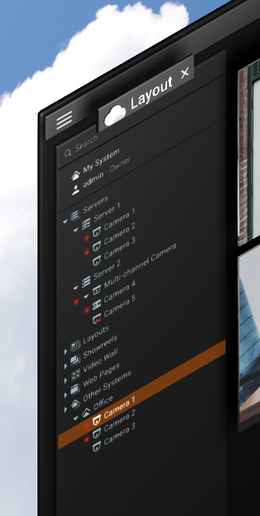 Layout
Search
My System
admin · Owner
Servers
Server 1
Camera 1
Camera 2
Camera 3
Server 2
Multi-channel Camera
Camera 4
Camera 5
Layouts
Showreels
Video Wall
Web Pages
Other Systems
Office
Camera 1
Camera 2
Camera 3